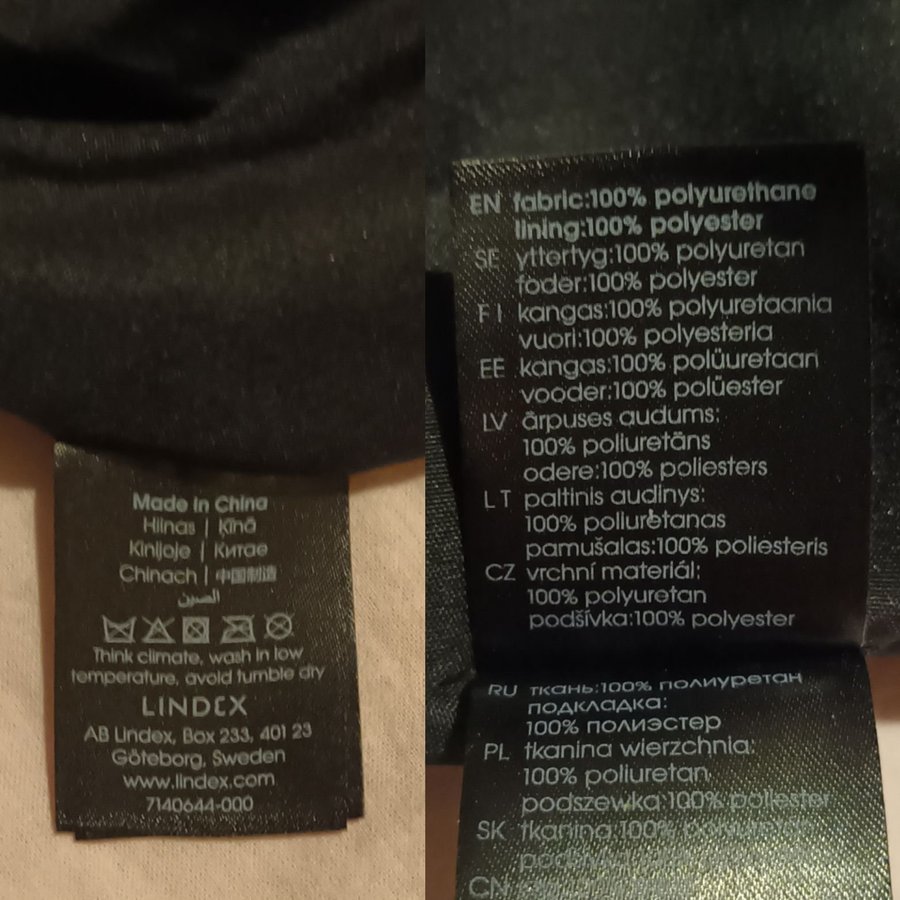 Made in China
Hiinas | Ķīnā
Kinijoje | Китае
Chinach | 中国制造
الصين
Think climate, wash in low
temperature, avoid tumble dry
LINDEX
AB Lindex, Box 233, 401 23
Göteborg, Sweden
www.lindex.com
7140644-000
EN fabric:100% polyurethane
lining:100% polyester
SE yttertyg:100% polyuretan
foder:100% polyester
FI kangas:100% polyuretaania
vuori:100% polyesteria
EE kangas:100% polüuretaan
vooder:100% polüester
LV ārpuses audums:
100% poliuretāns
odere:100% poliesters
LT paltinis audinys:
100% poliuretanas
pamušalas:100% poliesteris
CZ vrchní materiál:
100% polyuretan
podšívka:100% polyester
RU ткань:100% полиуретан
подкладка:
100% полиэстер
PL tkanina wierzchnia:
100% poliuretan
podszewka:100% poliester
SK tkanina:100% polyuretán
CN